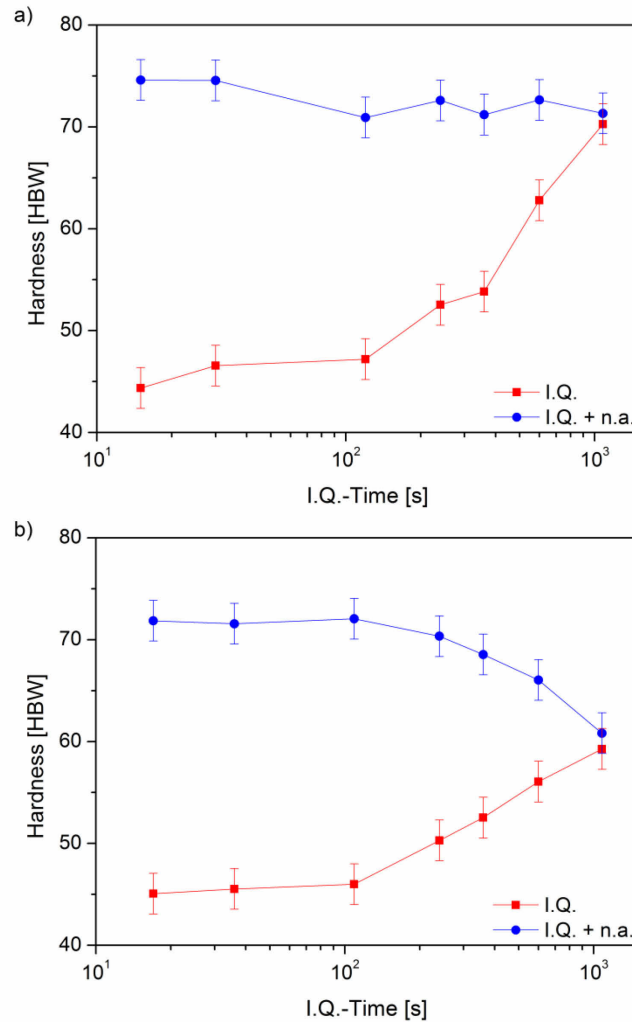 a)
80
70
60
50
40
Hardness [HBW]
I.Q.
I.Q. + n.a.
10¹
10²
10³
I.Q.-Time [s]
b)
80
70
60
50
40
Hardness [HBW]
I.Q.
I.Q. + n.a.
10¹
10²
10³
I.Q.-Time [s]